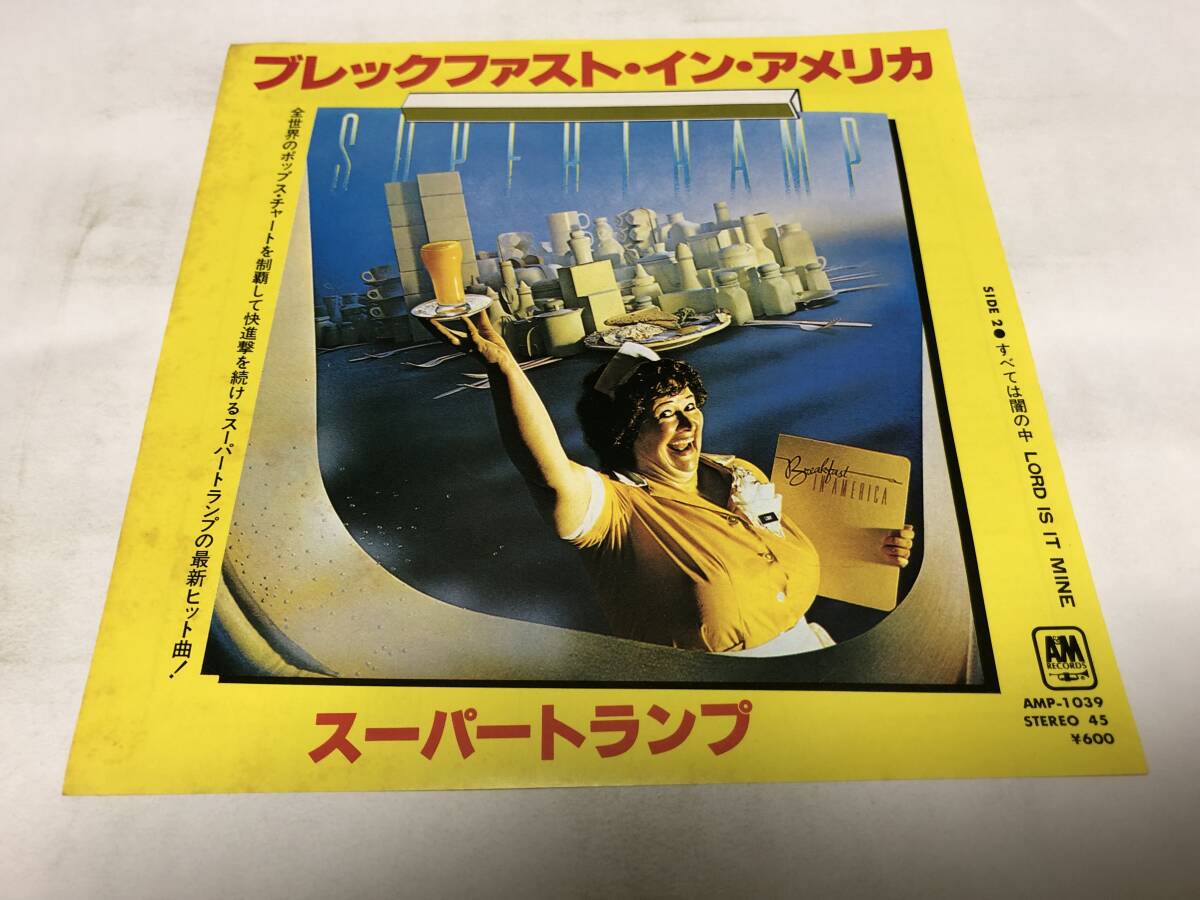 ブレックファスト・イン・アメリカ
全世界のポップス・チャートを制覇して快進撃を続けるスーパートランプの最新ヒット曲!
SUPERTRAMP
Breakfast
IN AMERICA
SIDE 2●すべては闇の中 LORD IS IT MINE
A&M
RECORDS
AMP-1039
STEREO 45
¥600
スーパートランプ